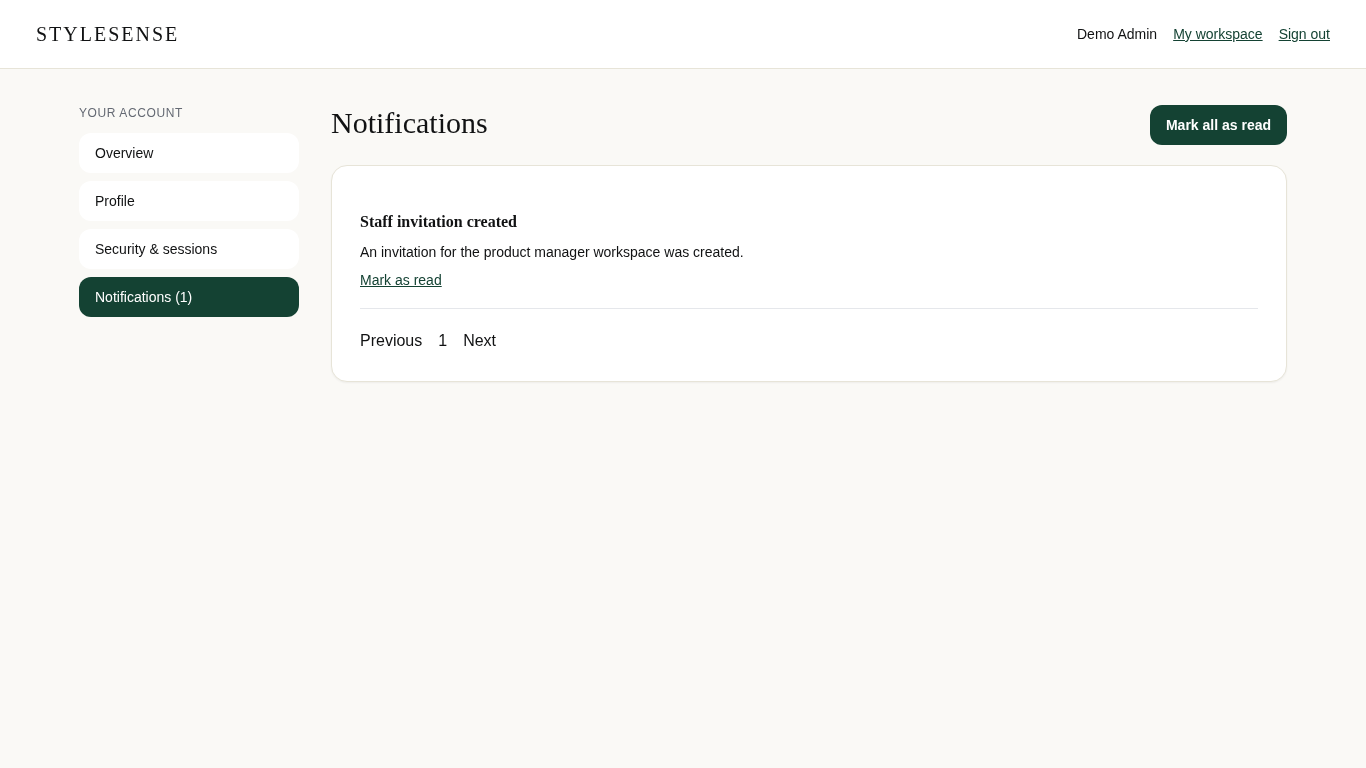 STYLESENSE
Demo Admin My workspace Sign out
YOUR ACCOUNT
Overview
Profile
Security & sessions
Notifications (1)
Notifications
Mark all as read
Staff invitation created
An invitation for the product manager workspace was created.
Mark as read
Previous 1 Next